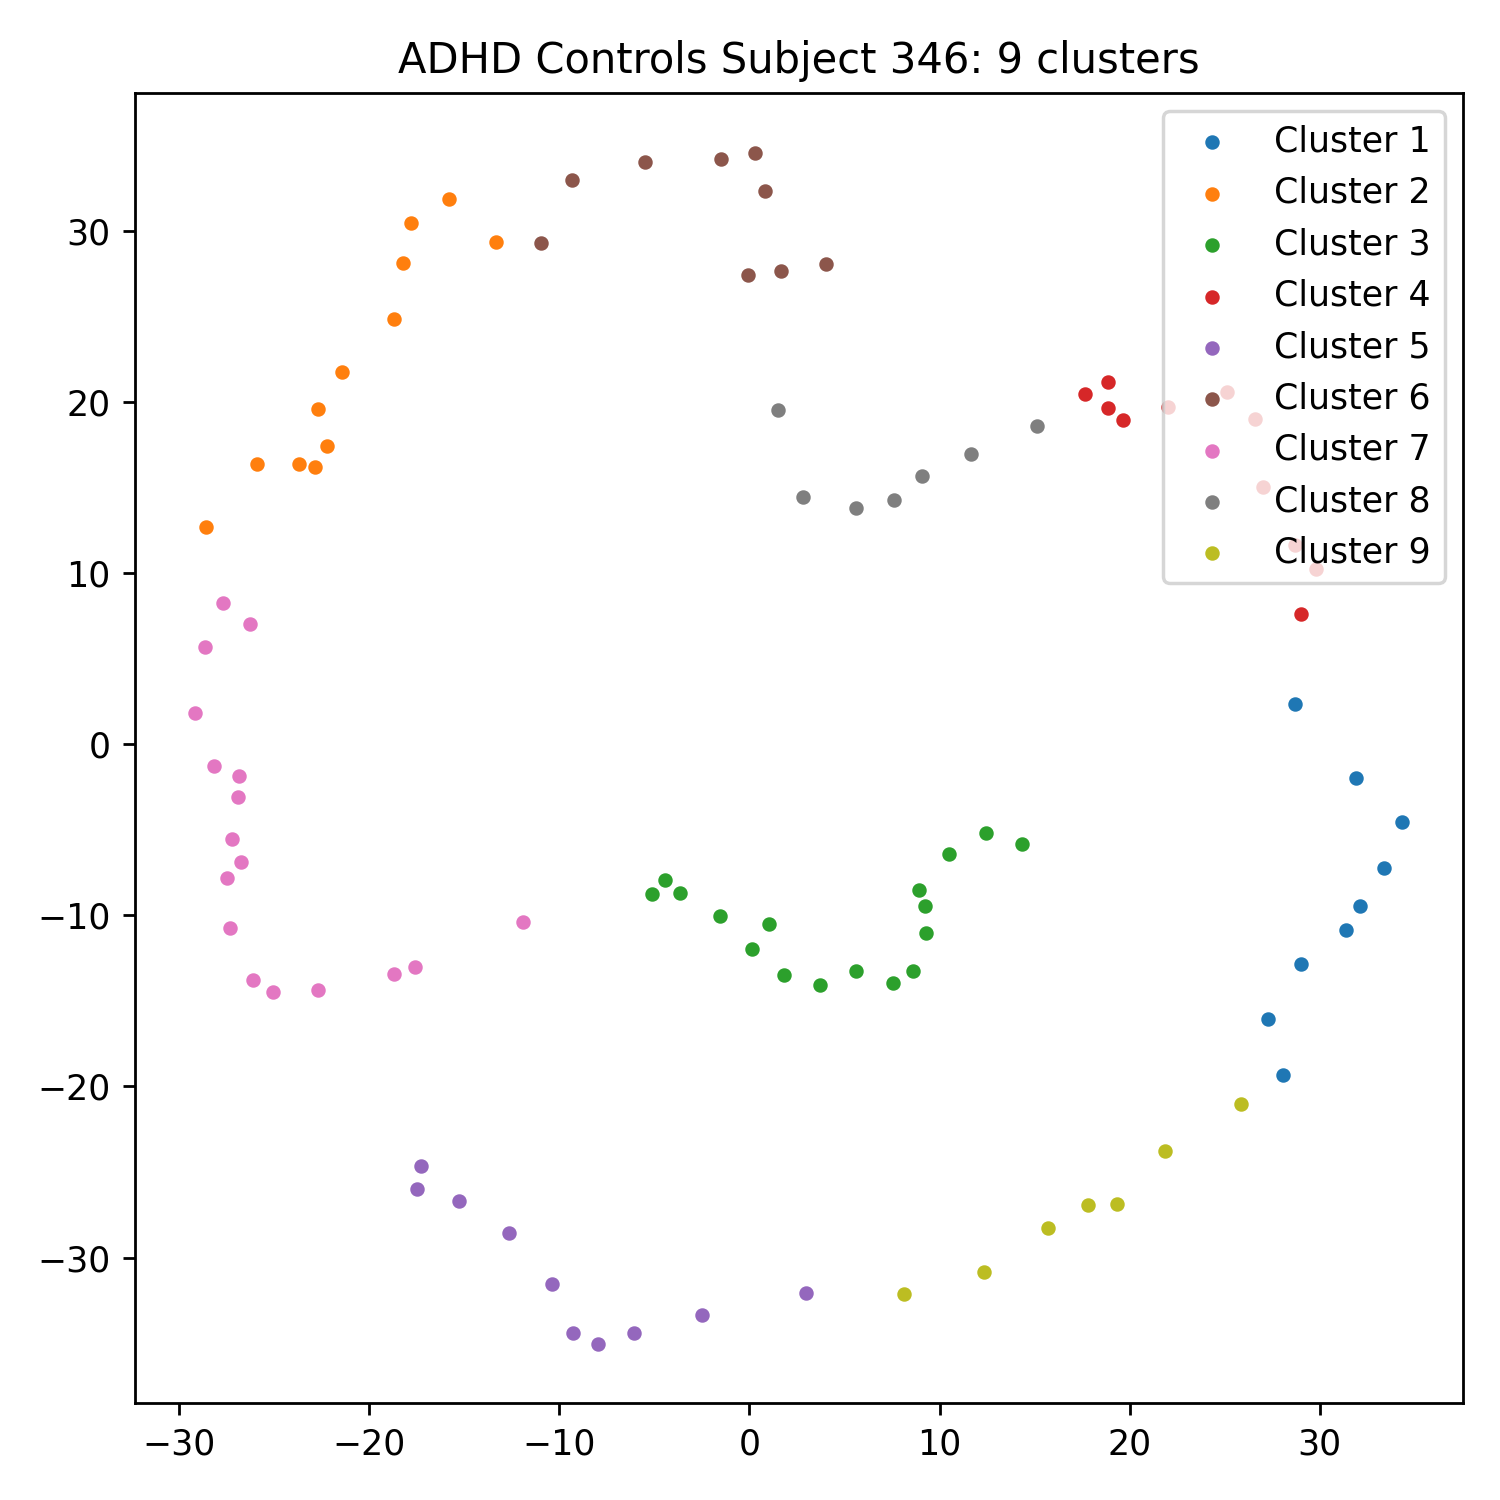 ADHD Controls Subject 346: 9 clusters
Cluster 1
Cluster 2
Cluster 3
Cluster 4
Cluster 5
Cluster 6
Cluster 7
Cluster 8
Cluster 9
30
20
10
0
−10
−20
−30
−30 −20 −10 0 10 20 30